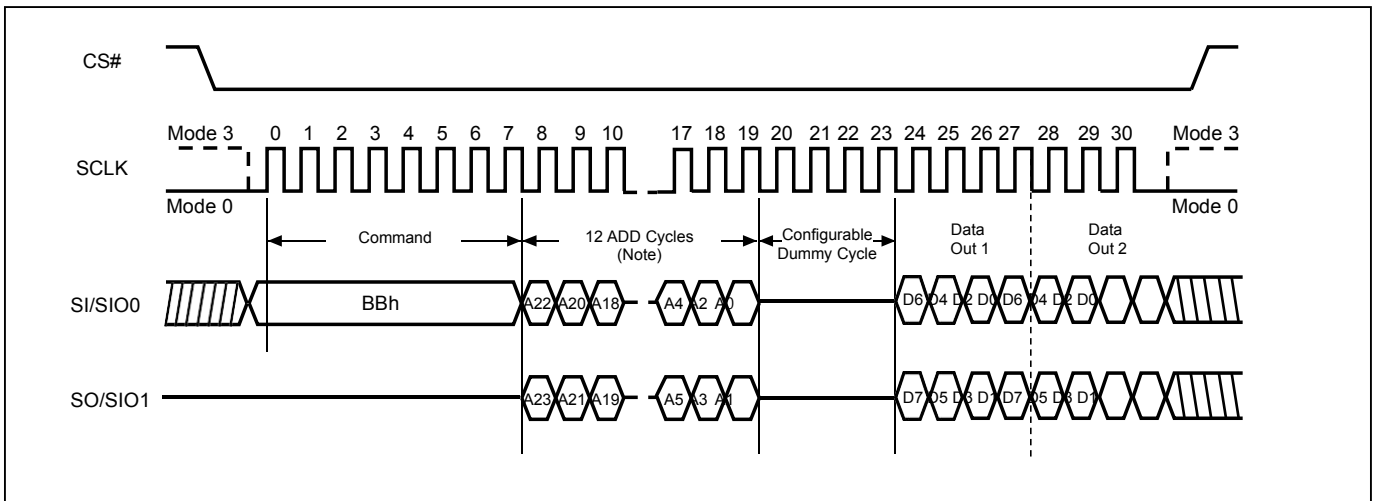 CS#
Mode 3 0 1 2 3 4 5 6 7 8 9 10 17 18 19 20 21 22 23 24 25 26 27 28 29 30 Mode 3
SCLK
Mode 0 Mode 0
Command 12 ADD Cycles (Note) Configurable Dummy Cycle Data Out 1 Data Out 2
SI/SIO0 BBh A22 A20 A18 A4 A2 A0 D6 D4 D2 D0 D6 D4 D2 D0
SO/SIO1 A23 A21 A19 A5 A3 A1 D7 D5 D3 D1 D7 D5 D3 D1